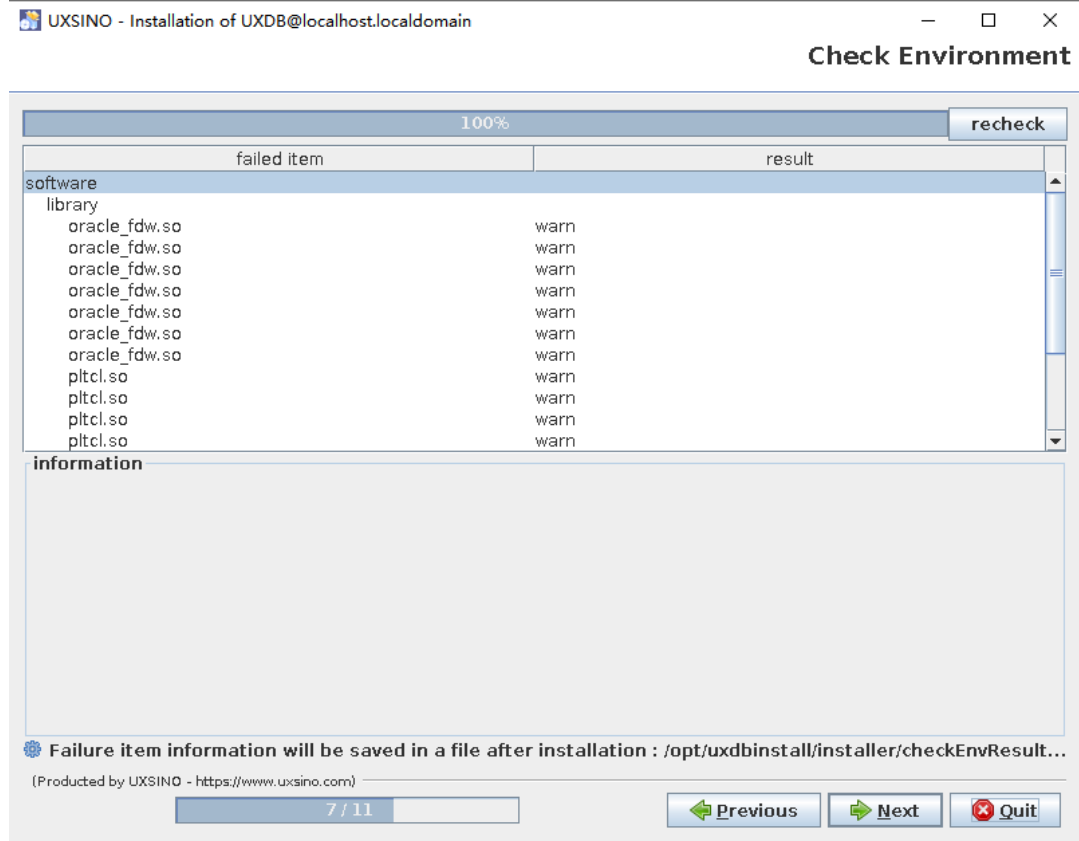 UXSINO - Installation of UXDB@localhost.localdomain
Check Environment
100% recheck
failed item result
software
library
oracle_fdw.so warn
oracle_fdw.so warn
oracle_fdw.so warn
oracle_fdw.so warn
oracle_fdw.so warn
oracle_fdw.so warn
oracle_fdw.so warn
pltcl.so warn
pltcl.so warn
pltcl.so warn
pltcl.so warn
information
Failure item information will be saved in a file after installation : /opt/uxdbinstall/installer/checkEnvResult...
(Producted by UXSINO - https://www.uxsino.com)
7 / 11 Previous Next Quit